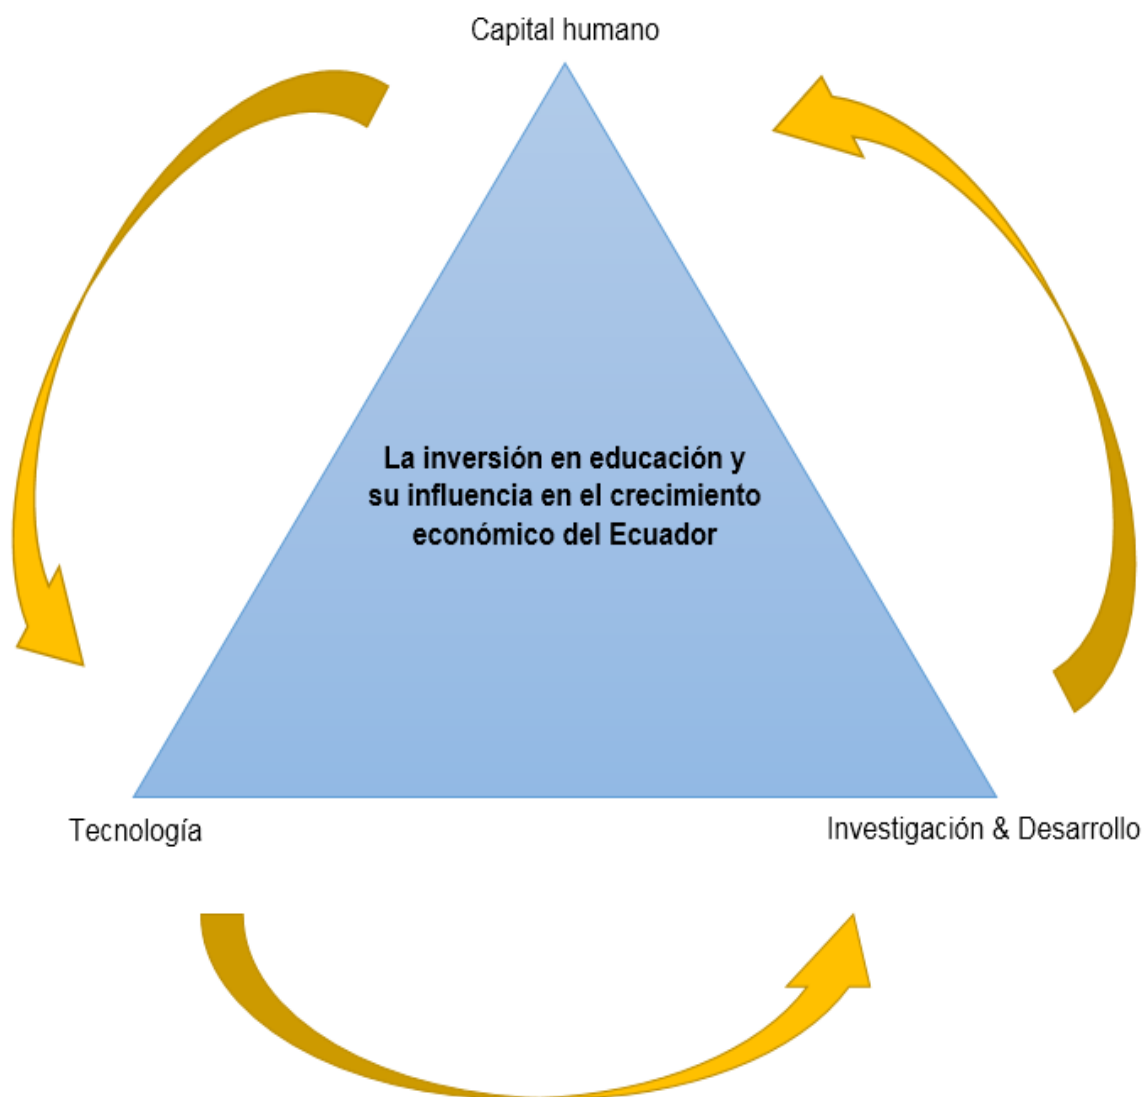 Capital humano
La inversión en educación y
su influencia en el crecimiento
económico del Ecuador
Tecnología
Investigación & Desarrollo